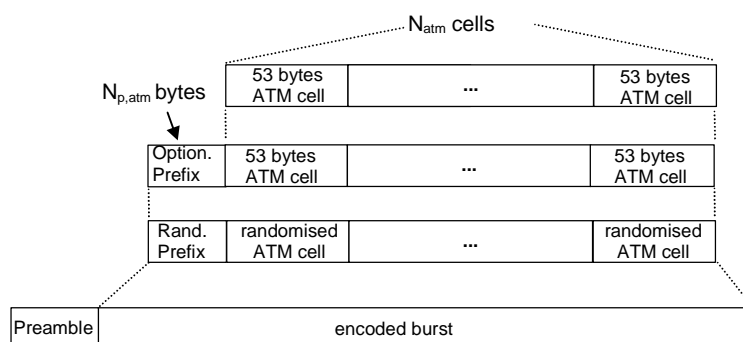 N_atm cells
53 bytes ATM cell ... 53 bytes ATM cell
N_p,atm bytes
Option. Prefix 53 bytes ATM cell ... 53 bytes ATM cell
Rand. Prefix randomised ATM cell ... randomised ATM cell
Preamble encoded burst